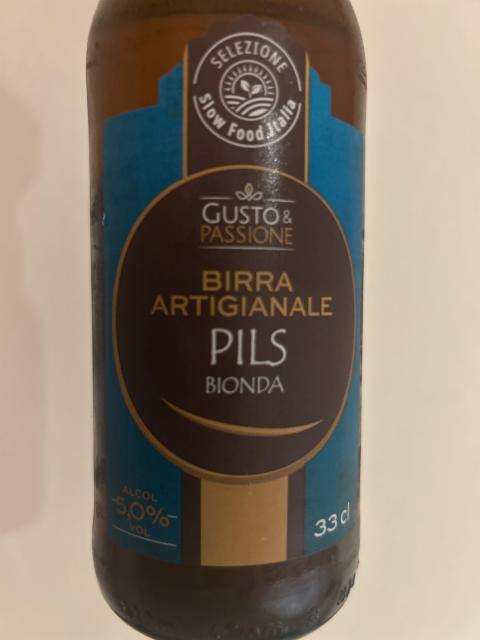 SELEZIONE
Slow Food Italia
GUSTO &
PASSIONE
BIRRA
ARTIGIANALE
PILS
BIONDA
ALCOL
5,0%
VOL
33 cl